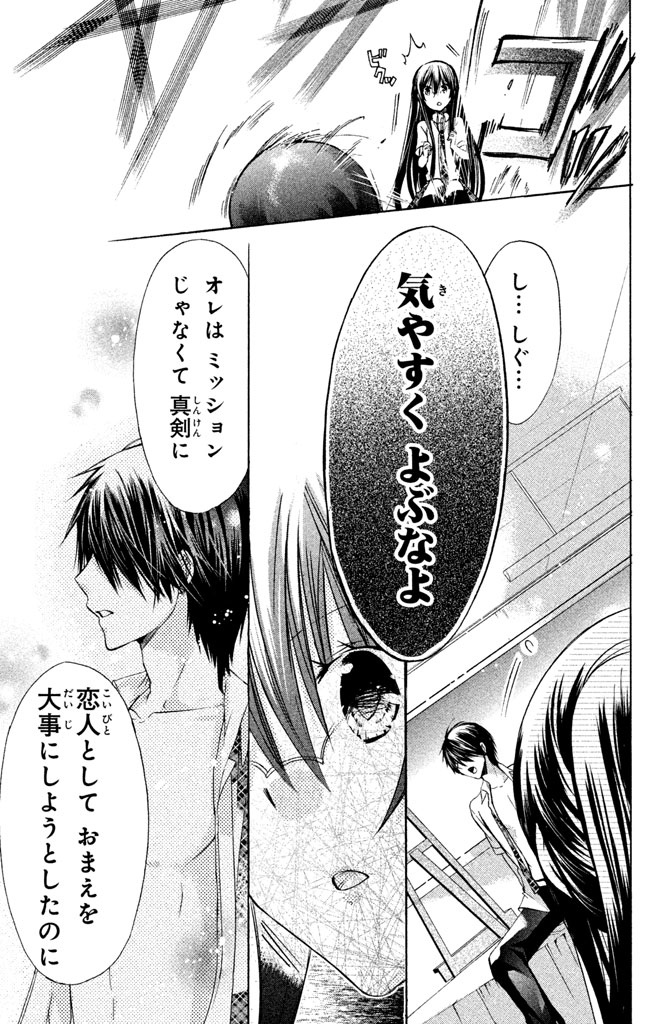 ビクッ
し…しぐ…
気やすくよぶなよ
オレはミッション
じゃなくて真剣に
恋人としておまえを
大事にしようとしたのに